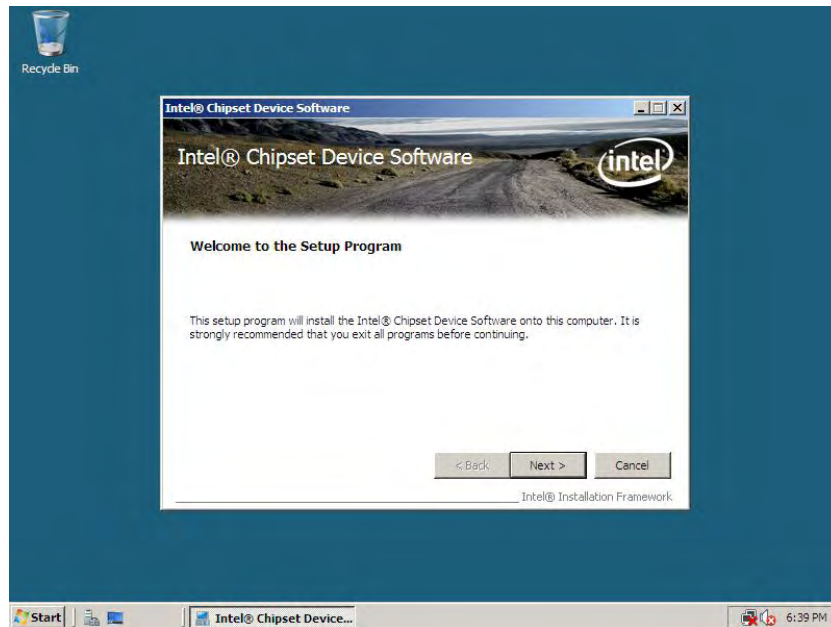 Recycle Bin
Intel® Chipset Device Software
Intel® Chipset Device Software
intel
Welcome to the Setup Program
This setup program will install the Intel® Chipset Device Software onto this computer. It is
strongly recommended that you exit all programs before continuing.
< Back
Next >
Cancel
Intel® Installation Framework
Start
Intel® Chipset Device...
6:39 PM